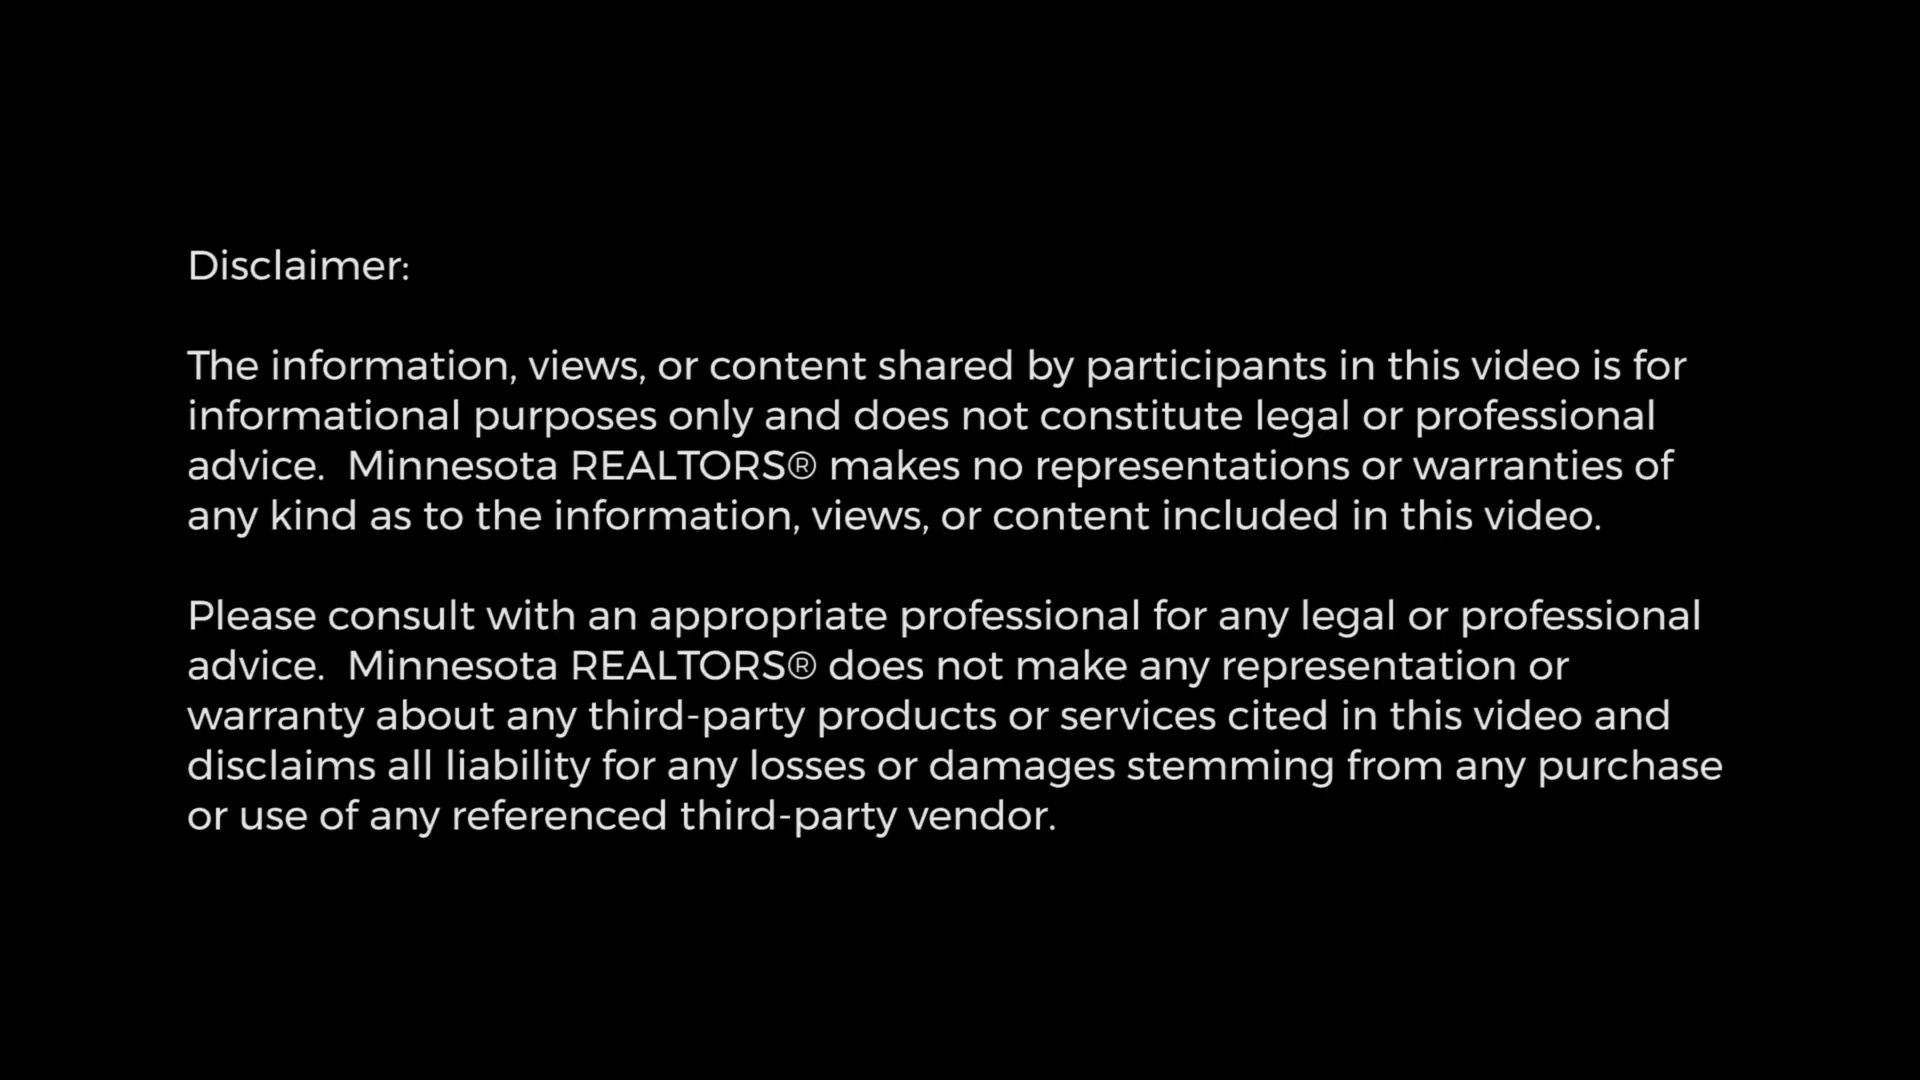 Disclaimer:
The information, views, or content shared by participants in this video is for
informational purposes only and does not constitute legal or professional
advice.  Minnesota REALTORS® makes no representations or warranties of
any kind as to the information, views, or content included in this video.
Please consult with an appropriate professional for any legal or professional
advice.  Minnesota REALTORS® does not make any representation or
warranty about any third-party products or services cited in this video and
disclaims all liability for any losses or damages stemming from any purchase
or use of any referenced third-party vendor.